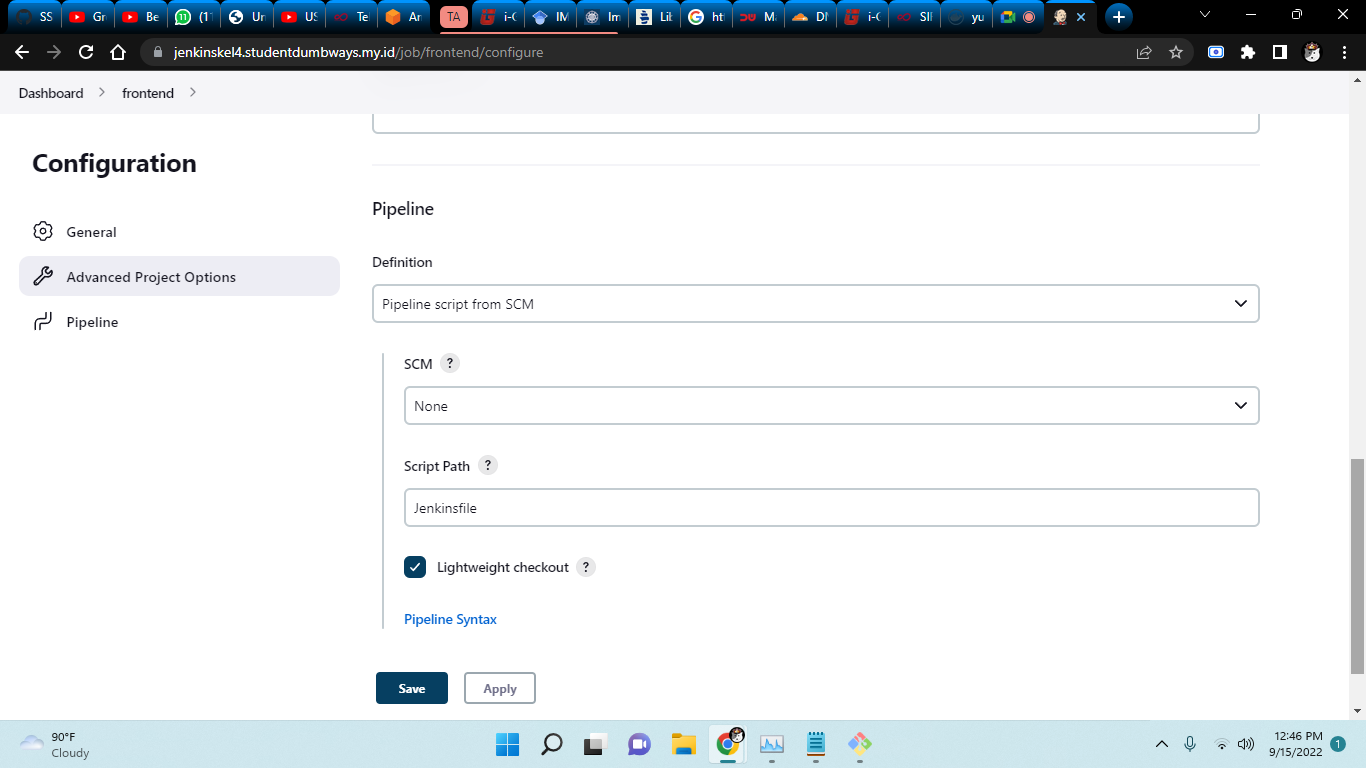 SS
Gr
Be
(1
Ur
US
Te
Ar
TA
i-C
IM
Im
Lil
htt
M
DI
i-C
SII
yu
jenkinskel4.studentdumbways.my.id/job/frontend/configure
Dashboard
frontend
Configuration
General
Advanced Project Options
Pipeline
Pipeline
Definition
Pipeline script from SCM
SCM ?
None
Script Path ?
Jenkinsfile
Lightweight checkout ?
Pipeline Syntax
Save
Apply
90°F
Cloudy
12:46 PM
9/15/2022
1